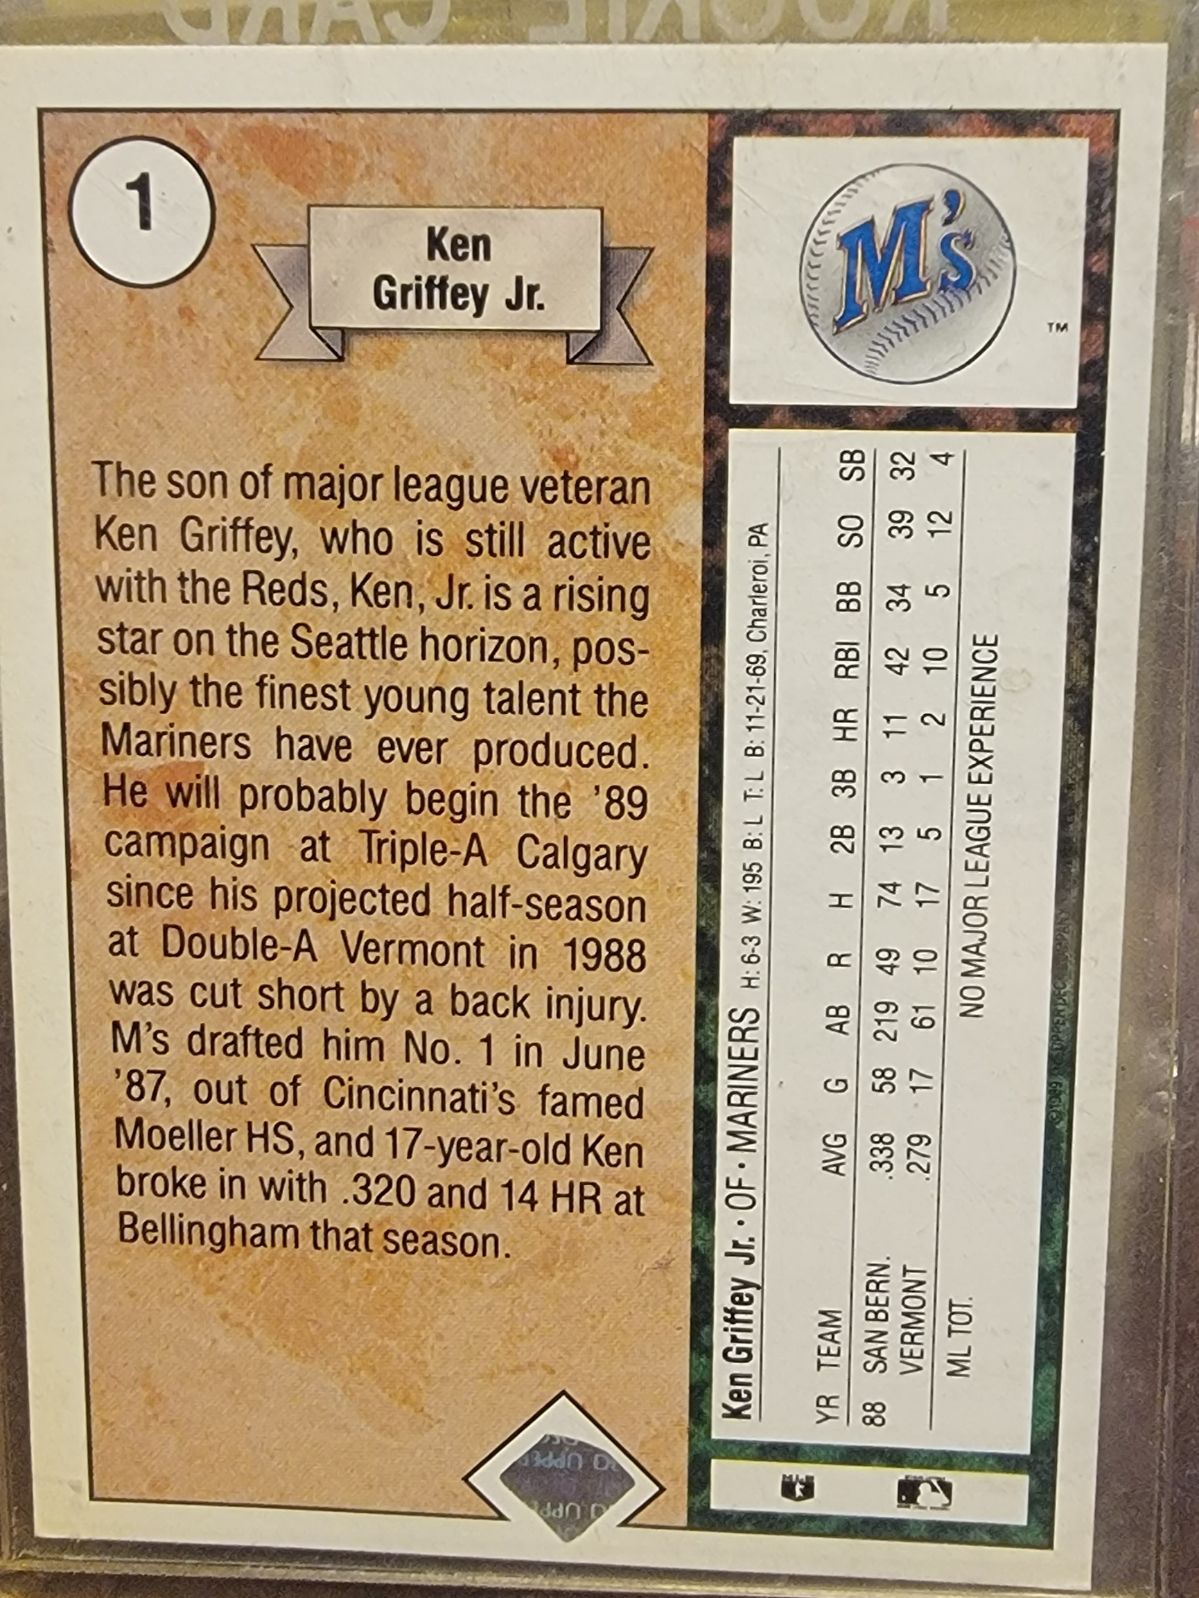 ROOKIE CARD
1
Ken
Griffey Jr.
The son of major league veteran
Ken Griffey, who is still active
with the Reds, Ken, Jr. is a rising
star on the Seattle horizon, pos-
sibly the finest young talent the
Mariners have ever produced.
He will probably begin the '89
campaign at Triple-A Calgary
since his projected half-season
at Double-A Vermont in 1988
was cut short by a back injury.
M's drafted him No. 1 in June
'87, out of Cincinnati's famed
Moeller HS, and 17-year-old Ken
broke in with .320 and 14 HR at
Bellingham that season.
M's
TM
Ken Griffey Jr. • OF • MARINERS H: 6-3 W: 195 B: L T: L B: 11-21-69, Charleroi, PA
YR TEAM AVG G AB R H 2B 3B HR RBI BB SO SB
88 SAN BERN. .338 58 219 49 74 13 3 11 42 34 39 32
VERMONT .279 17 61 10 17 5 1 2 10 5 12 4
ML TOT. NO MAJOR LEAGUE EXPERIENCE
UPPER
UPPER